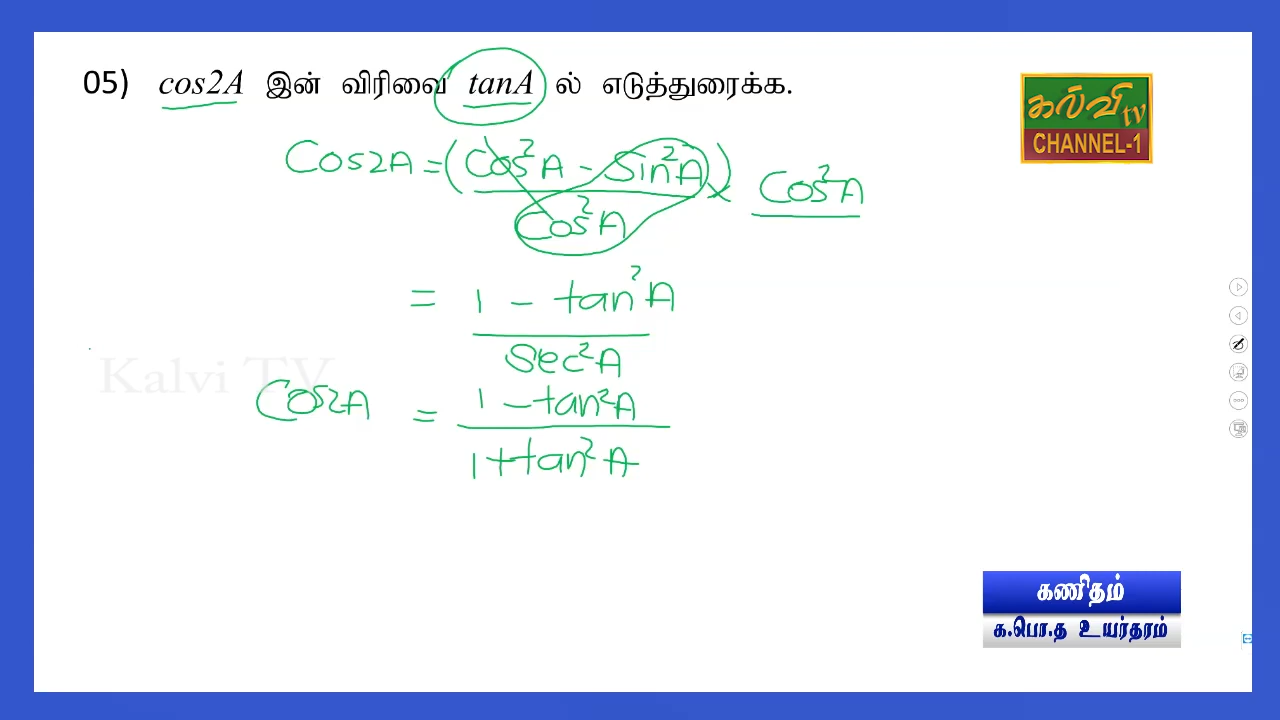 05) cos2A இன் விரிவை tanA ல் எடுத்துரைக்க.
கல்வி tv
CHANNEL-1
Cos2A = (Cos²A - Sin²A / Cos²A) × Cos²A
= 1 - tan²A / Sec²A
Kalvi TV
Cos2A = 1 - tan²A / 1 + tan²A
கணிதம்
க.பொ.த உயர்தரம்